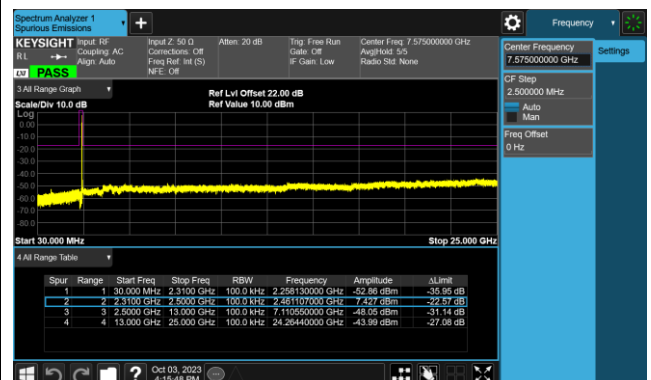 Spectrum Analyzer 1
Spurious Emissions
Frequency
KEYSIGHT Input: RF Input Z: 50 Ω Atten: 20 dB Trig: Free Run Center Freq: 7.575000000 GHz
RL Coupling: AC Corrections: Off Gate: Off Avg|Hold: 5/5
Align: Auto Freq Ref: Int (S) IF Gain: Low Radio Std: None
LXI PASS NFE: Off
Center Frequency
7.575000000 GHz
Settings
CF Step
2.500000 MHz
Auto
Man
Freq Offset
0 Hz
3 All Range Graph
Ref Lvl Offset 22.00 dB
Scale/Div 10.0 dB Ref Value 10.00 dBm
Log
0.00
-10.0
-20.0
-30.0
-40.0
-50.0
-60.0
-70.0
-80.0
Start 30.000 MHz Stop 25.000 GHz
4 All Range Table
Spur Range Start Freq Stop Freq RBW Frequency Amplitude ΔLimit
1 1 30.000 MHz 2.3100 GHz 100.0 kHz 2.258130000 GHz -52.86 dBm -35.95 dB
2 2 2.3100 GHz 2.5000 GHz 100.0 kHz 2.461107000 GHz 7.427 dBm -22.57 dB
3 3 2.5000 GHz 13.000 GHz 100.0 kHz 7.110550000 GHz -48.05 dBm -31.14 dB
4 4 13.000 GHz 25.000 GHz 100.0 kHz 24.26440000 GHz -43.99 dBm -27.08 dB
? Oct 03, 2023
4:15:48 PM